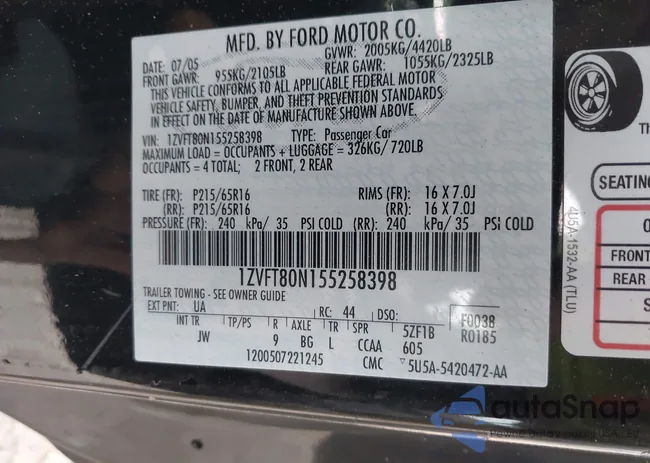 MFD. BY FORD MOTOR CO.
DATE: 07/05 GVWR: 2005KG/4420LB
FRONT GAWR: 955KG/2105LB REAR GAWR: 1055KG/2325LB
THIS VEHICLE CONFORMS TO ALL APPLICABLE FEDERAL MOTOR
VEHICLE SAFETY, BUMPER, AND THEFT PREVENTION STANDARDS
IN EFFECT ON THE DATE OF MANUFACTURE SHOWN ABOVE.
VIN: 1ZVFT80N155258398 TYPE: Passenger Car
MAXIMUM LOAD = OCCUPANTS + LUGGAGE = 326KG/720LB
OCCUPANTS = 4 TOTAL; 2 FRONT, 2 REAR
TIRE (FR): P215/65R16 RIMS (FR): 16 X 7.0J
(RR): P215/65R16 (RR): 16 X 7.0J
PRESSURE (FR): 240 kPa/ 35 PSI COLD (RR): 240 kPa/ 35 PSI COLD
1ZVFT80N155258398
TRAILER TOWING - SEE OWNER GUIDE
EXT PNT: UA RC: 44 DSO: F0038
INT TR TP/PS R AXLE TR SPR 5ZF1B R0185
JW 9 BG L CCAA 605
1200507221245 CMC 5U5A-5420472-AA
4U5A-1532-AA (TLU)
SEATING
FRONT
REAR
autoSnap